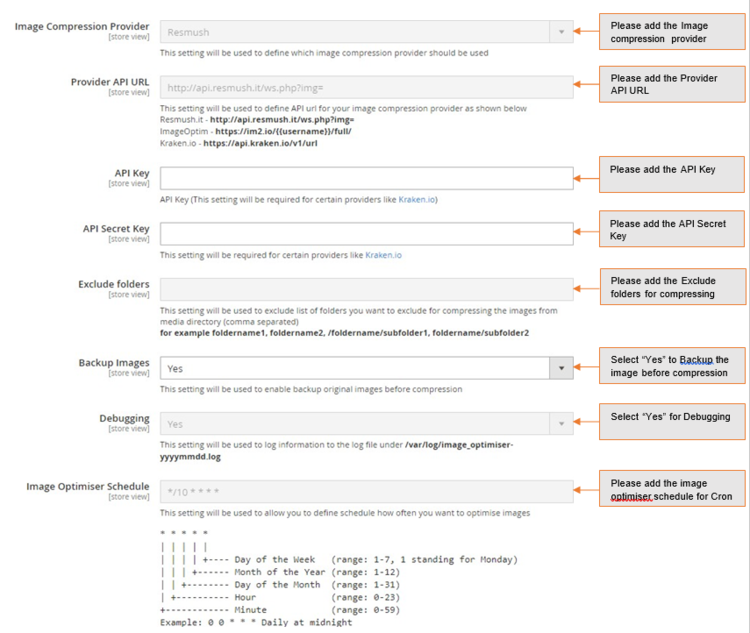 Image Compression Provider
[store view]
Resmush
This setting will be used to define which image compression provider should be used
Please add the Image
compression provider
Provider API URL
[store view]
http://api.resmush.it/ws.php?img=
This setting will be used to define API url for your image compression provider as shown below
Resmush.it - http://api.resmush.it/ws.php?img=
ImageOptim - https://im2.io/{{username}}/full/
Kraken.io - https://api.kraken.io/v1/url
Please add the Provider
API URL
API Key
[store view]
API Key (This setting will be required for certain providers like Kraken.io)
Please add the API Key
API Secret Key
[store view]
This setting will be required for certain providers like Kraken.io
Please add the API Secret
Key
Exclude folders
[store view]
This setting will be used to exclude list of folders you want to exclude for compressing the images from
media directory (comma separated)
for example foldername1, foldername2, /foldername/subfolder1, foldername/subfolder2
Please add the Exclude
folders for compressing
Backup Images
[store view]
Yes
This setting will be used to enable backup original images before compression
Select “Yes” to Backup the
image before compression
Debugging
[store view]
Yes
This setting will be used to log information to the log file under /var/log/image_optimiser-
yyyymmdd.log
Select “Yes” for Debugging
Image Optimiser Schedule
[store view]
*/10 * * * *
This setting will be used to allow you to define schedule how often you want to optimise images
Please add the image
optimiser schedule for Cron
* * * * *
| | | | |
| | | | +---- Day of the Week (range: 1-7, 1 standing for Monday)
| | | +------ Month of the Year (range: 1-12)
| | +-------- Day of the Month (range: 1-31)
| +---------- Hour (range: 0-23)
+----------- Minute (range: 0-59)
Example: 0 0 * * * Daily at midnight